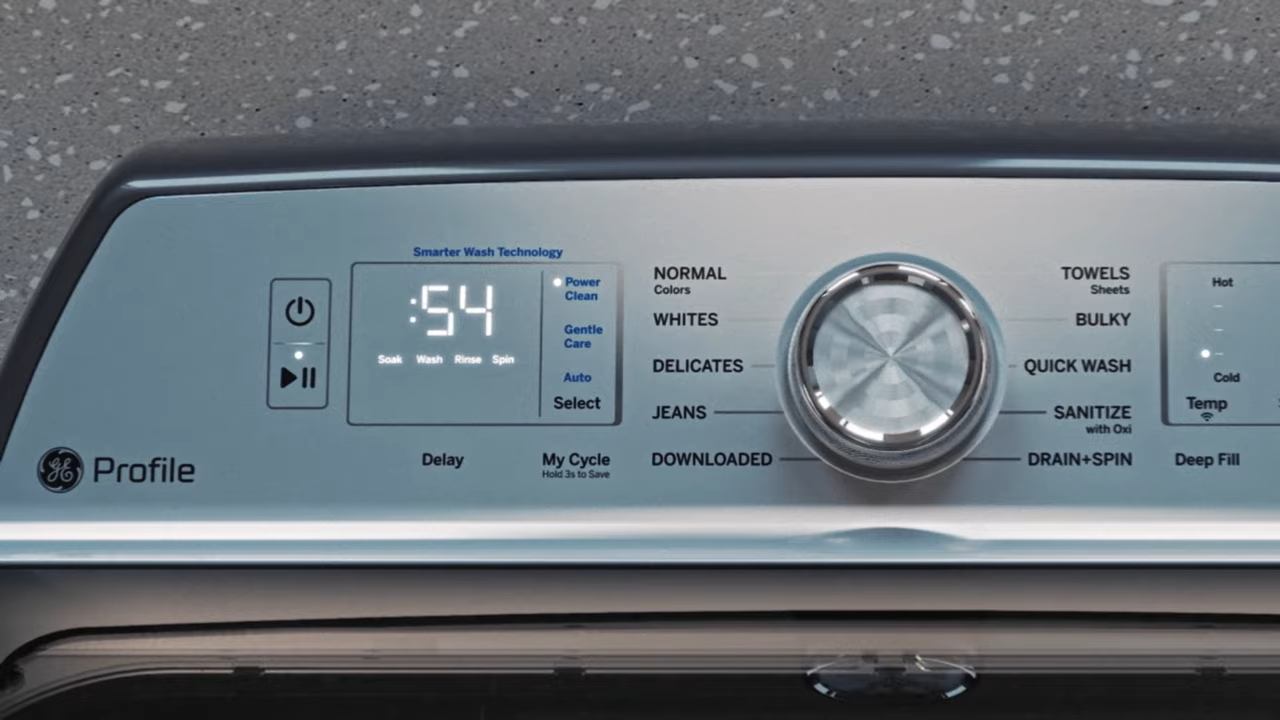 Smarter Wash Technology
:54
Soak Wash Rinse Spin
Power
Clean
Gentle
Care
Auto
Select
Delay
My Cycle
Hold 3s to Save
GE Profile
NORMAL
Colors
WHITES
DELICATES
JEANS
DOWNLOADED
TOWELS
Sheets
BULKY
QUICK WASH
SANITIZE
with Oxi
DRAIN+SPIN
Hot
Cold
Temp
Deep Fill